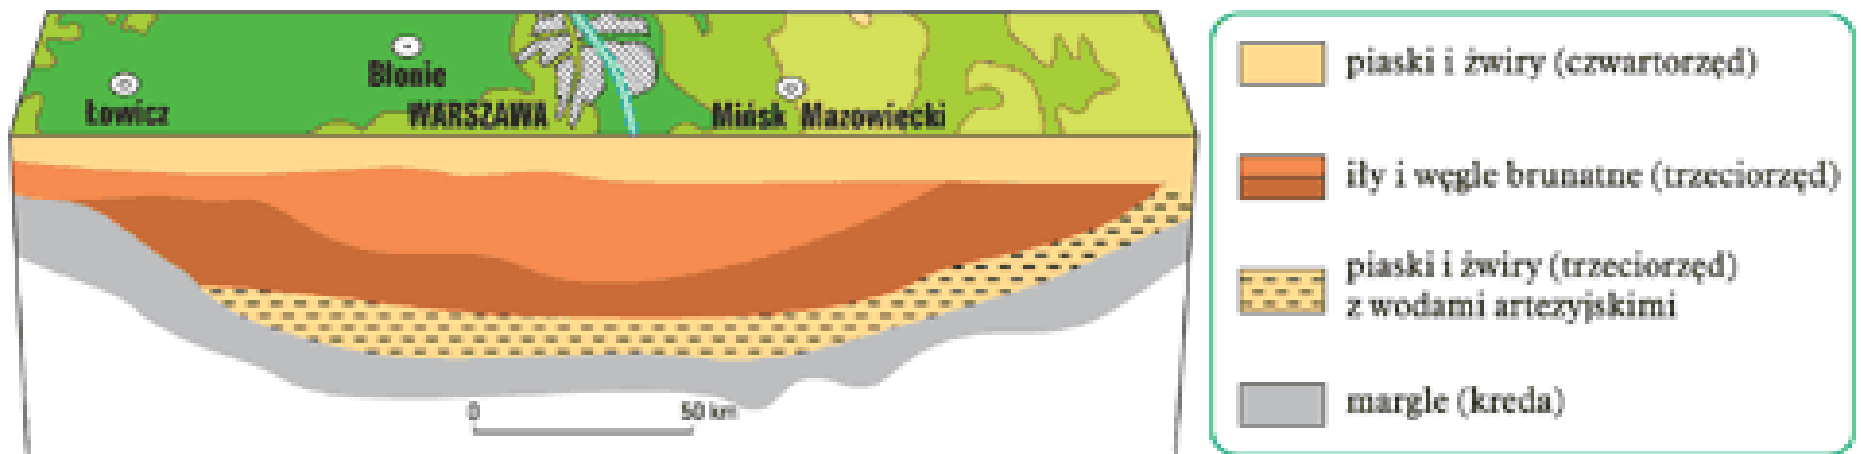 Błonie
Łowicz
WARSZAWA
Mińsk Mazowięcki
0 50 km
piaski i żwiry (czwartorzęd)
iły i węgle brunatne (trzeciorzęd)
piaski i żwiry (trzeciorzęd)
z wodami artezyjskimi
margle (kreda)